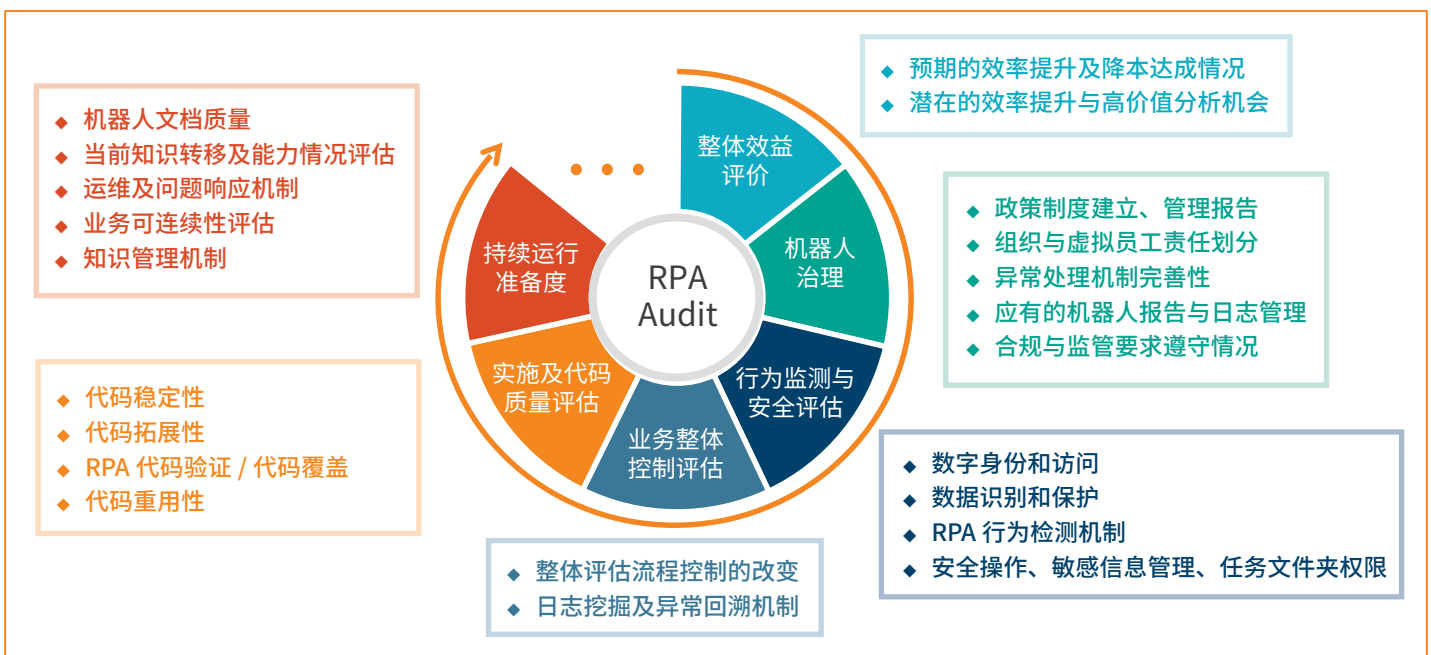 预期的效率提升及降本达成情况
潜在的效率提升与高价值分析机会
机器人文档质量
当前知识转移及能力情况评估
运维及问题响应机制
业务可连续性评估
知识管理机制
整体效益
评价
政策制度建立、管理报告
组织与虚拟员工责任划分
异常处理机制完善性
应有的机器人报告与日志管理
合规与监管要求遵守情况
持续运行
准备度
机器人
治理
RPA
Audit
实施及代码
质量评估
行为监测与
安全评估
业务整体
控制评估
代码稳定性
代码拓展性
RPA 代码验证 / 代码覆盖
代码重用性
数字身份和访问
数据识别和保护
RPA 行为检测机制
安全操作、敏感信息管理、任务文件夹权限
整体评估流程控制的改变
日志挖掘及异常回溯机制